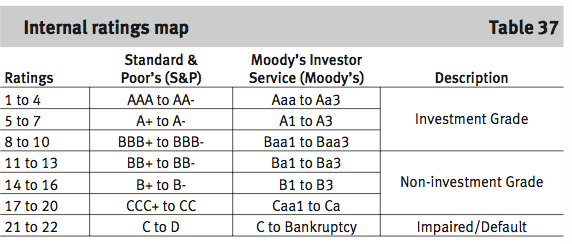 Internal ratings map Table 37
Ratings Standard & Poor's (S&P) Moody's Investor Service (Moody's) Description
1 to 4 AAA to AA- Aaa to Aa3
5 to 7 A+ to A- A1 to A3 Investment Grade
8 to 10 BBB+ to BBB- Baa1 to Baa3
11 to 13 BB+ to BB- Ba1 to Ba3
14 to 16 B+ to B- B1 to B3 Non-investment Grade
17 to 20 CCC+ to CC Caa1 to Ca
21 to 22 C to D C to Bankruptcy Impaired/Default